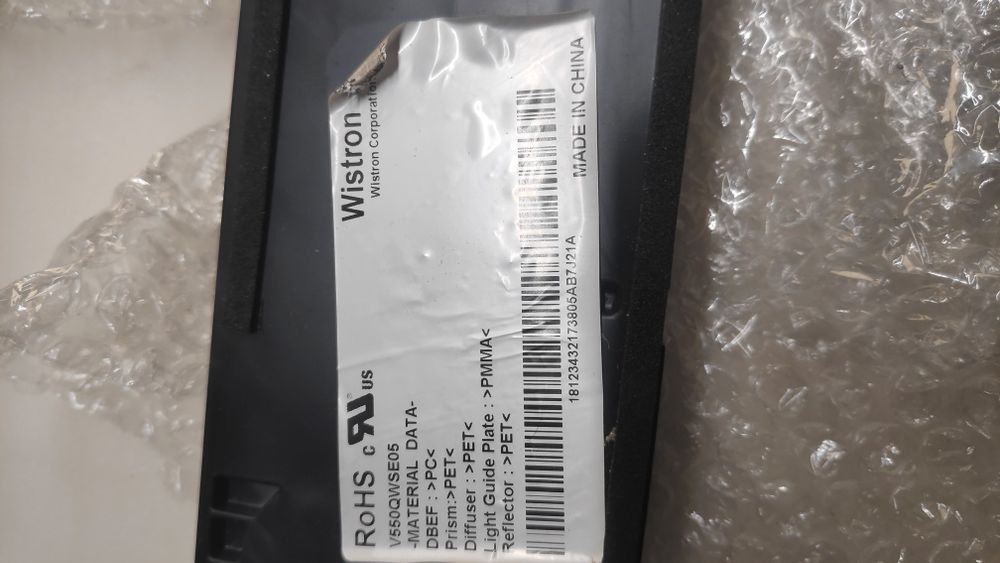 RoHS c RU ® US
Wistron
Wistron Corporation
V550QWSE05
-MATERIAL DATA-
DBEF : >PC<
Prism:>PET<
Diffuser : >PET<
Light Guide Plate : >PMMA<
Reflector : >PET<
18123432173805AB7J21A
MADE IN CHINA